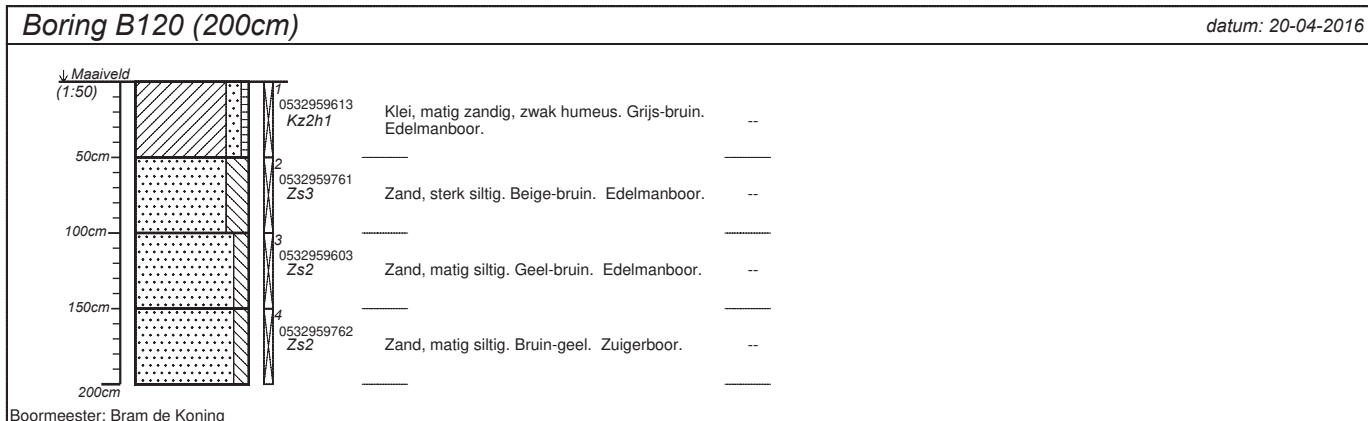 Boring B120 (200cm)
datum: 20-04-2016
Maaiveld
(1:50)
1
0532959613
Kz2h1
Klei, matig zandig, zwak humeus. Grijs-bruin.
Edelmanboor.
--
50cm
2
0532959761
Zs3
Zand, sterk siltig. Beige-bruin. Edelmanboor.
--
100cm
3
0532959603
Zs2
Zand, matig siltig. Geel-bruin. Edelmanboor.
--
150cm
4
0532959762
Zs2
Zand, matig siltig. Bruin-geel. Zuigerboor.
--
200cm
Boormeester: Bram de Koning